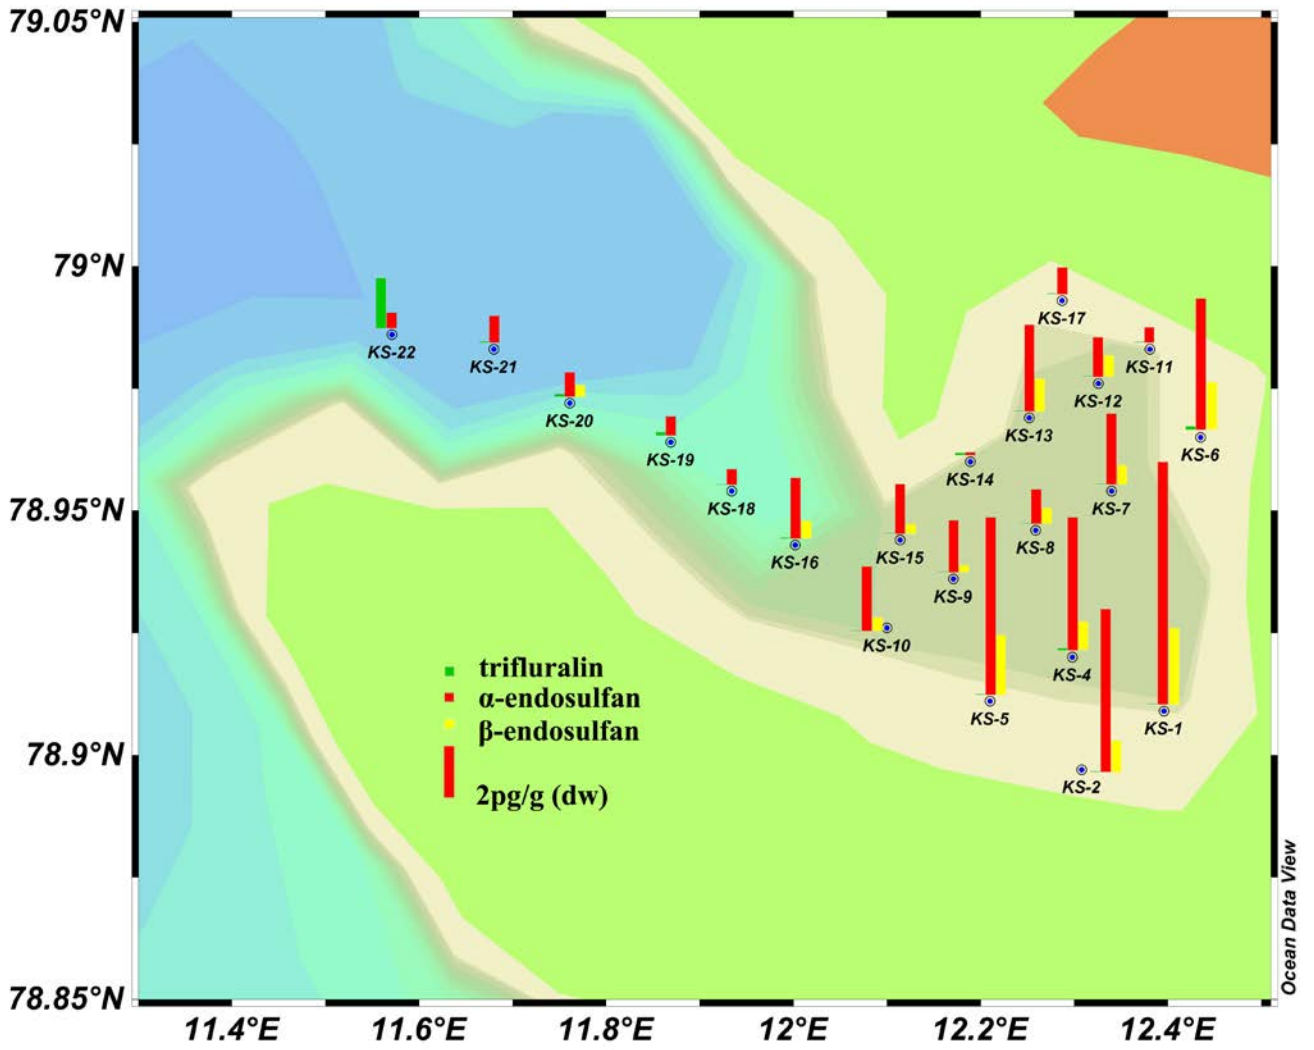 79.05°N
79°N
78.95°N
78.9°N
78.85°N
KS-17
KS-22
KS-21
KS-11
KS-12
KS-20
KS-13
KS-6
KS-19
KS-14
KS-18
KS-7
KS-16
KS-15
KS-8
KS-9
KS-10
KS-4
KS-5
KS-1
KS-2
trifluralin
α-endosulfan
β-endosulfan
2pg/g (dw)
Ocean Data View
11.4°E 11.6°E 11.8°E 12°E 12.2°E 12.4°E